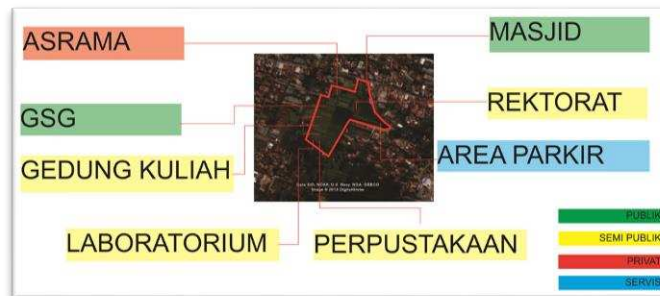 ASRAMA
MASJID
REKTORAT
GSG
AREA PARKIR
GEDUNG KULIAH
LABORATORIUM
PERPUSTAKAAN
PUBLIK
SEMI PUBLIK
PRIVAT
SERVIS